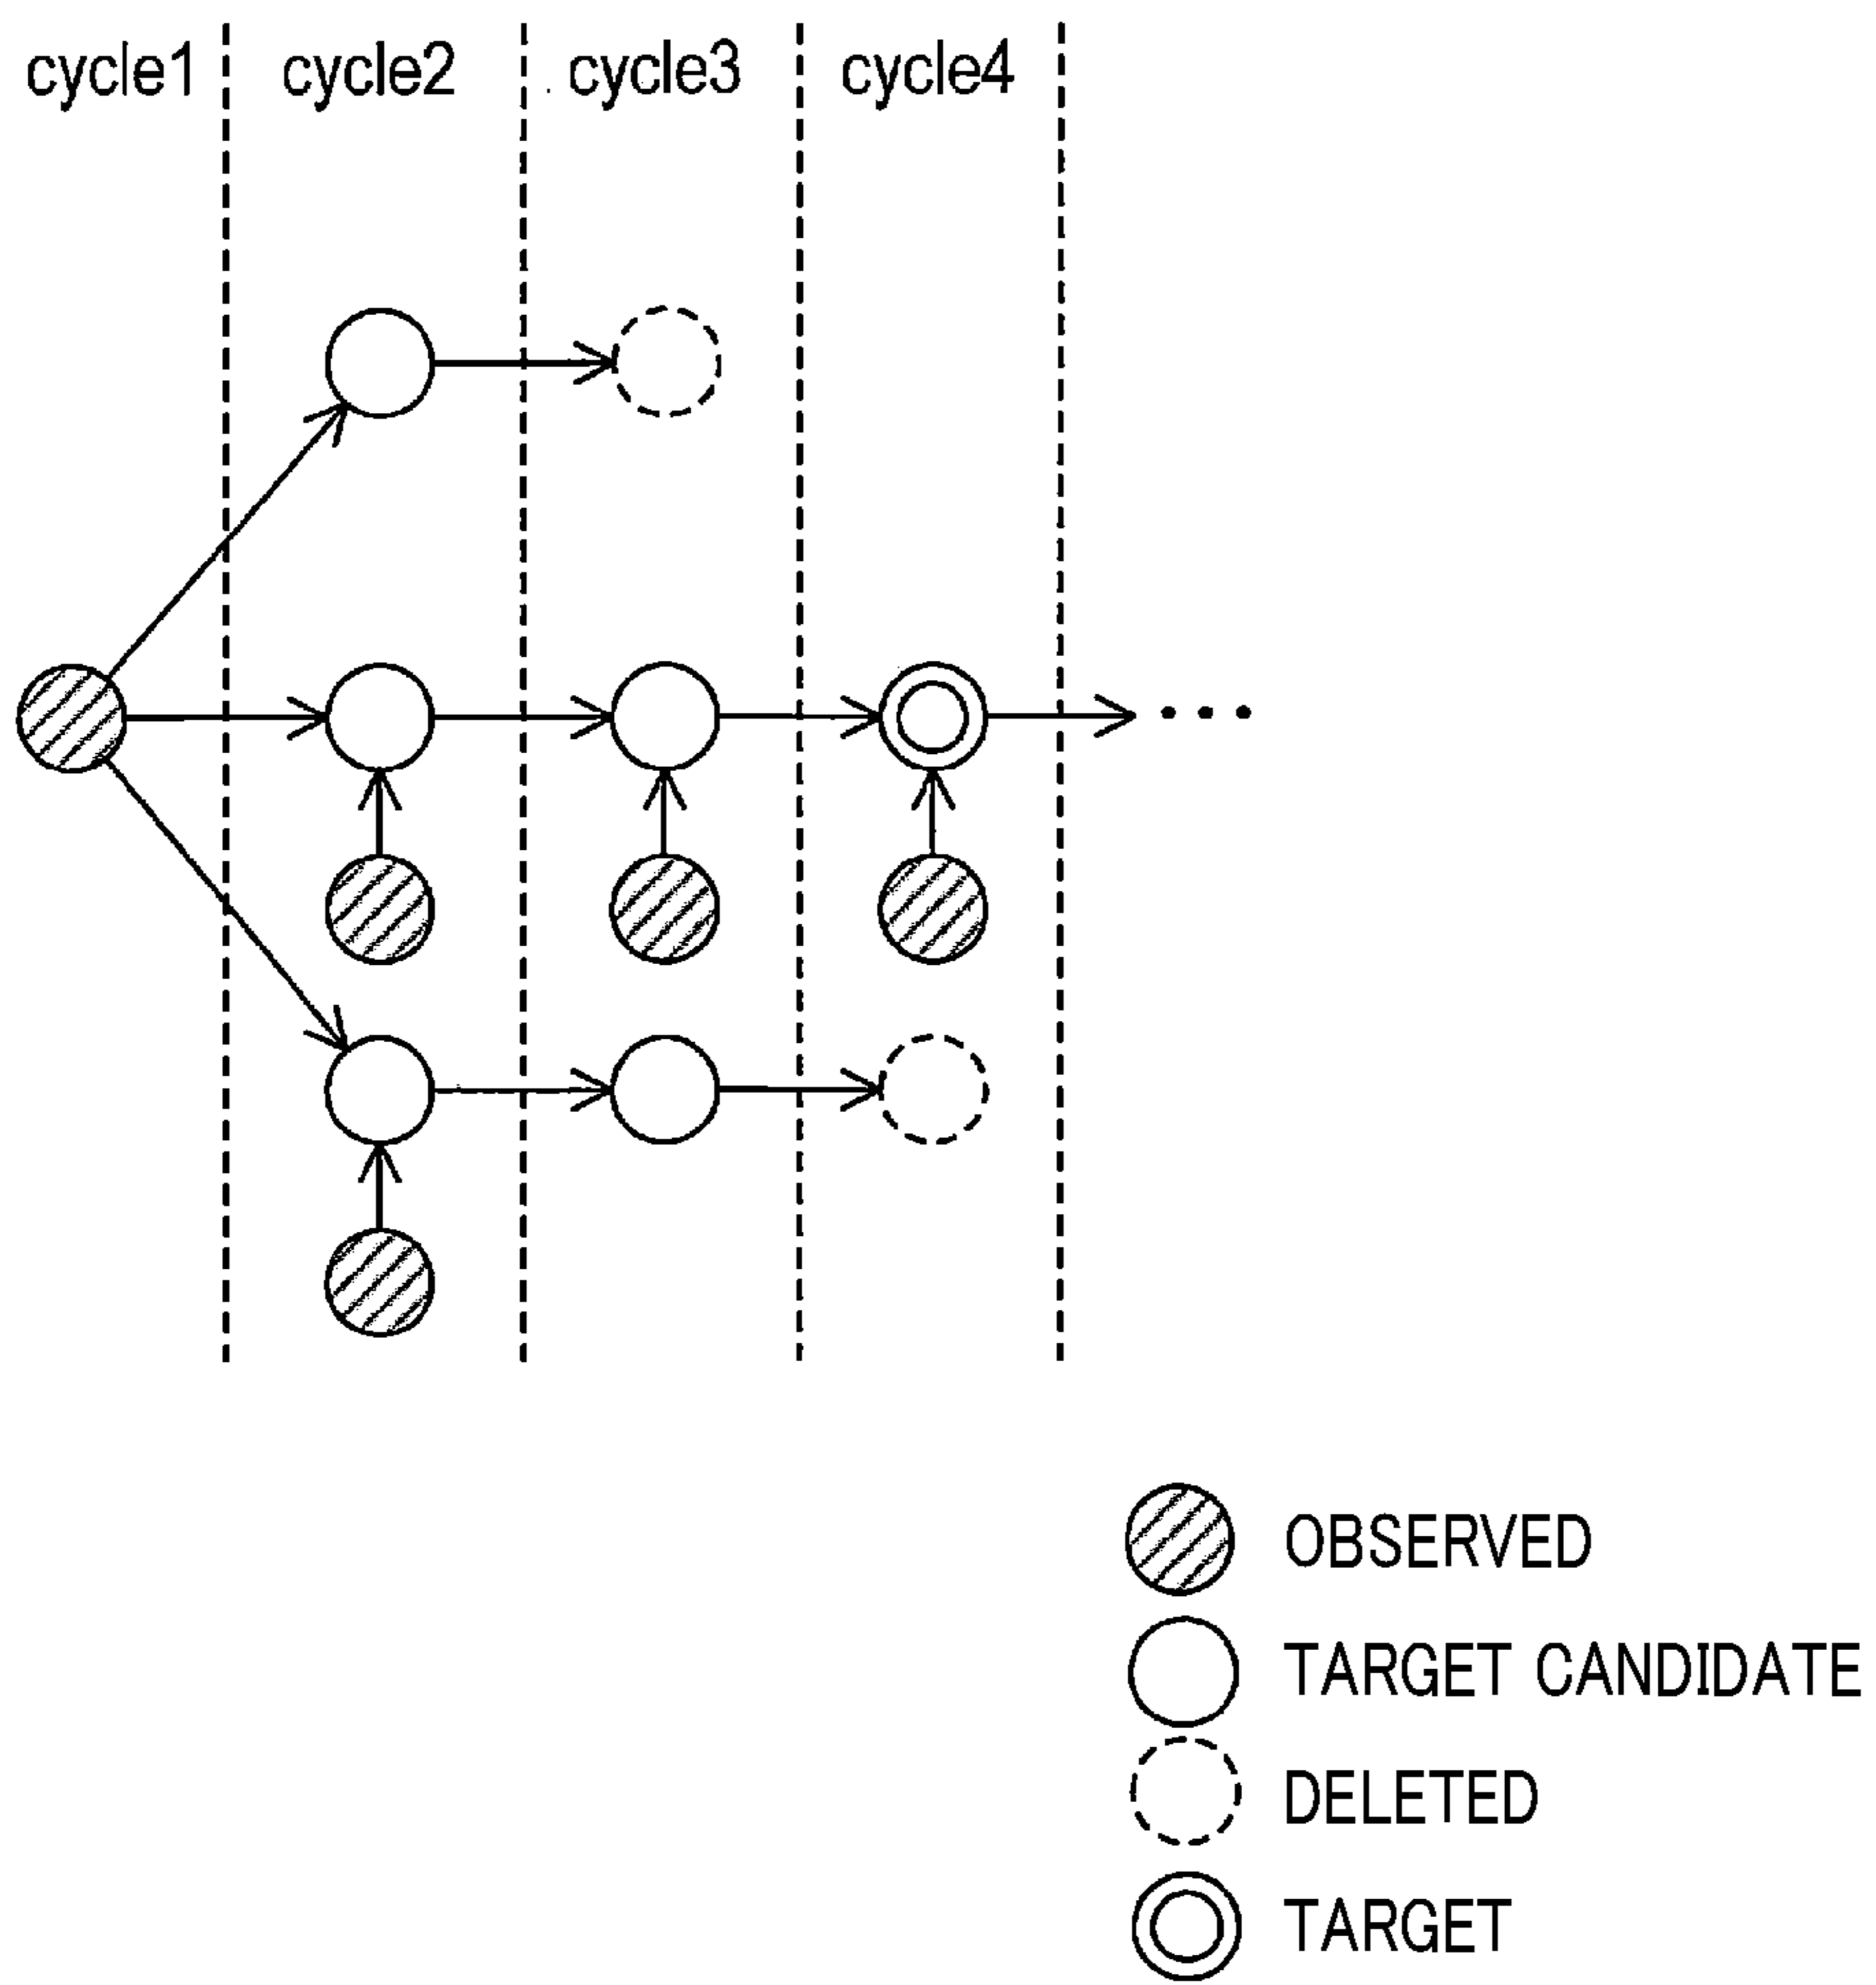 cycle1 cycle2 cycle3 cycle4
OBSERVED
TARGET CANDIDATE
DELETED
TARGET